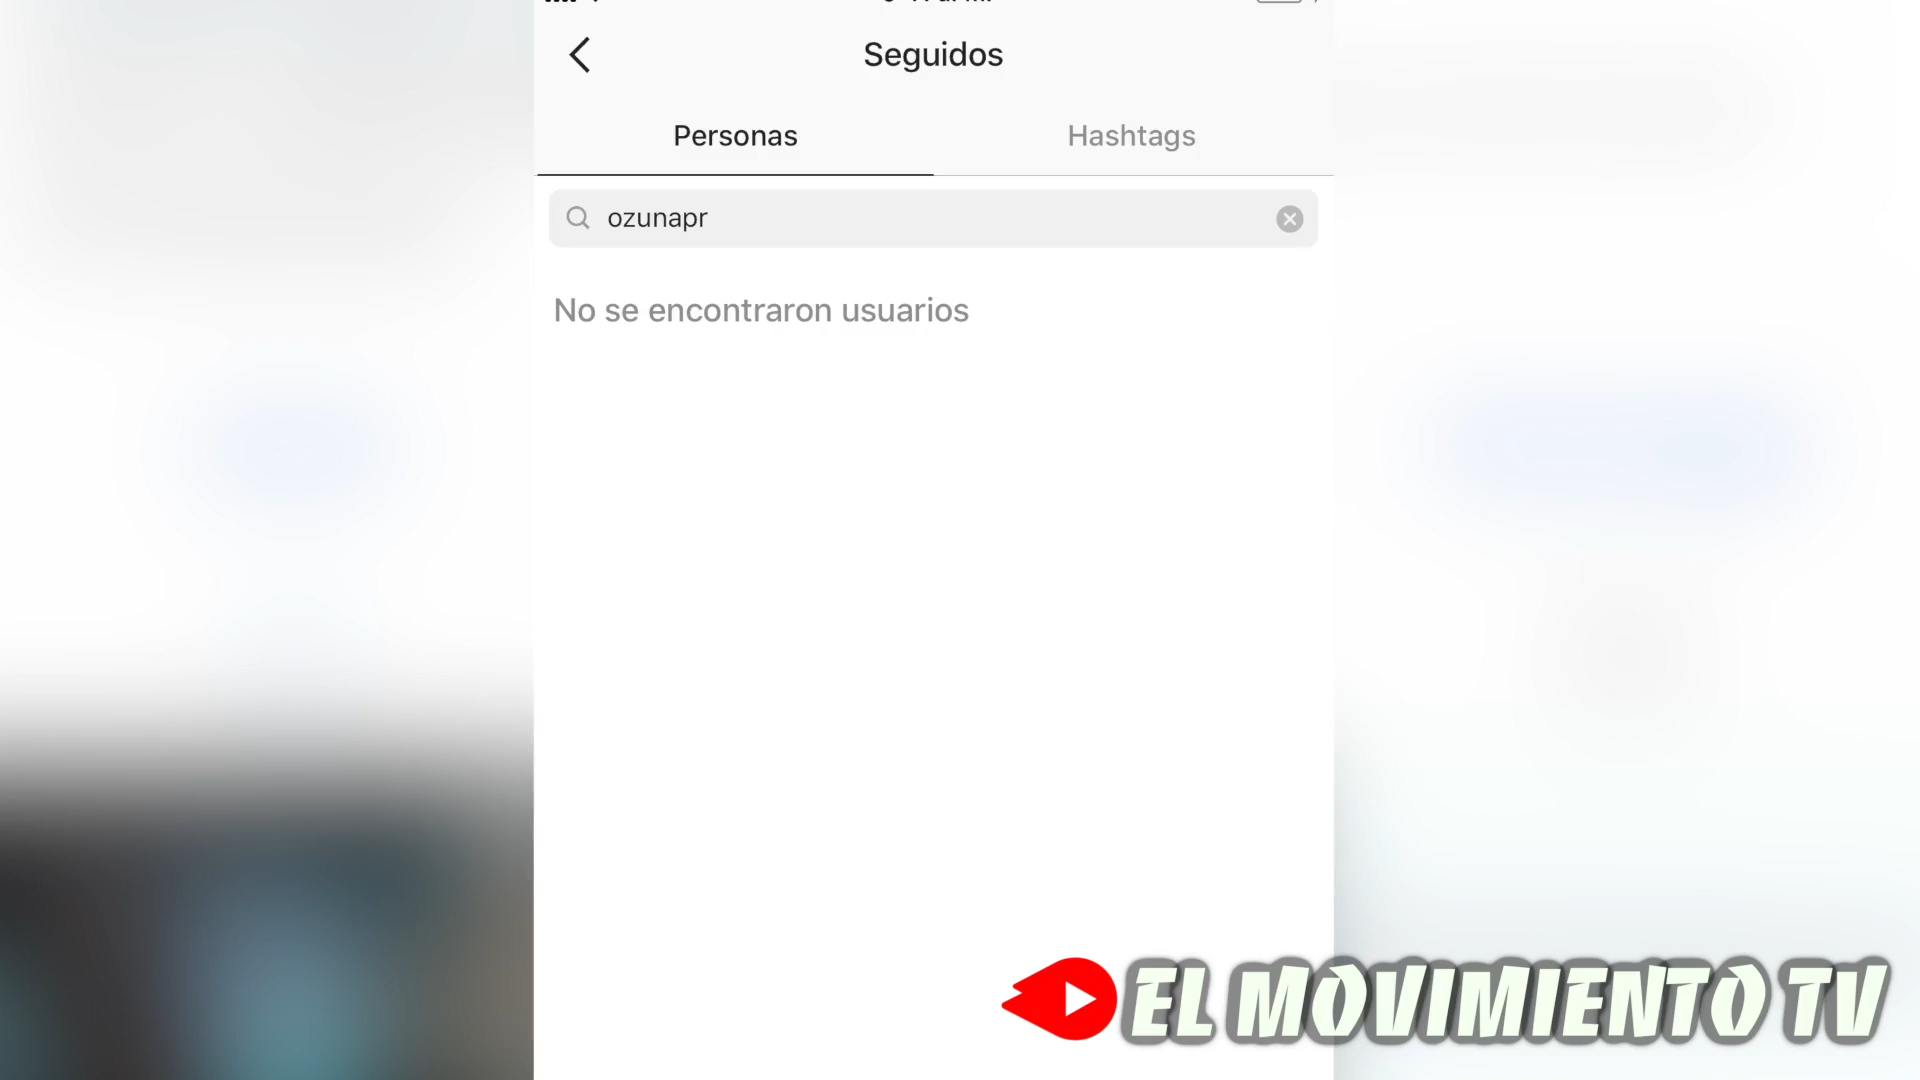 Seguidos
Personas
Hashtags
ozunapr
No se encontraron usuarios
EL MOVIMIENTO TV